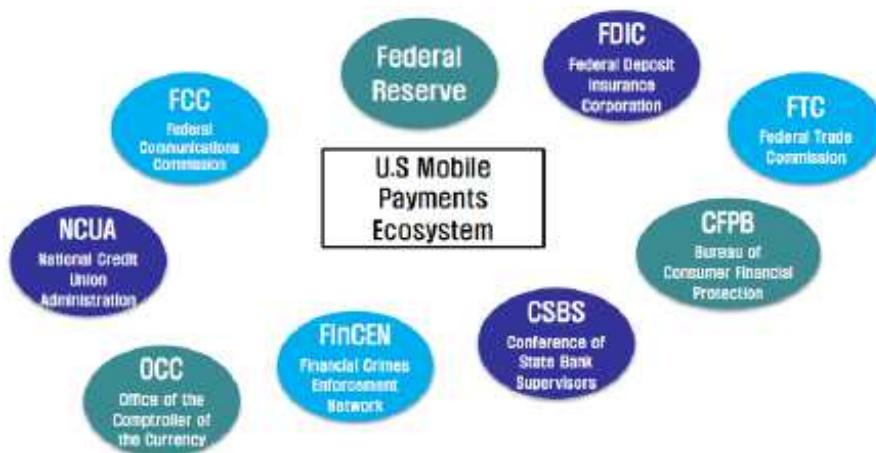 Federal
Reserve
FDIC
Federal Deposit
Insurance
Corporation
FCC
Federal
Communications
Commission
FTC
Federal Trade
Commission
U.S Mobile
Payments
Ecosystem
NCUA
National Credit
Union
Administration
CFPB
Bureau of
Consumer Financial
Protection
CSBS
Conference of
State Bank
Supervisors
FinCEN
Financial Crimes
Enforcement
Network
OCC
Office of the
Comptroller of
the Currency